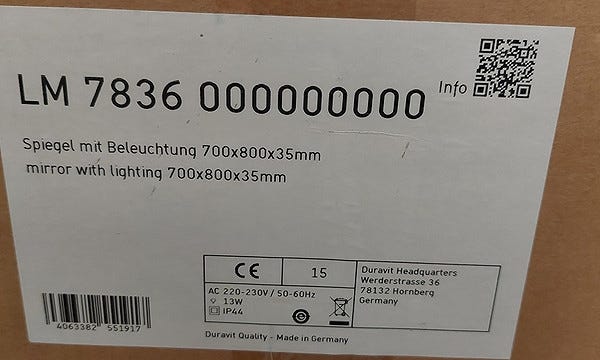 LM 7836 000000000
Info
Spiegel mit Beleuchtung 700x800x35mm
mirror with lighting 700x800x35mm
CE
15
AC 220-230V / 50-60Hz
13W
IP44
Duravit Headquarters
Werderstrasse 36
78132 Hornberg
Germany
4063382 551917
Duravit Quality - Made in Germany